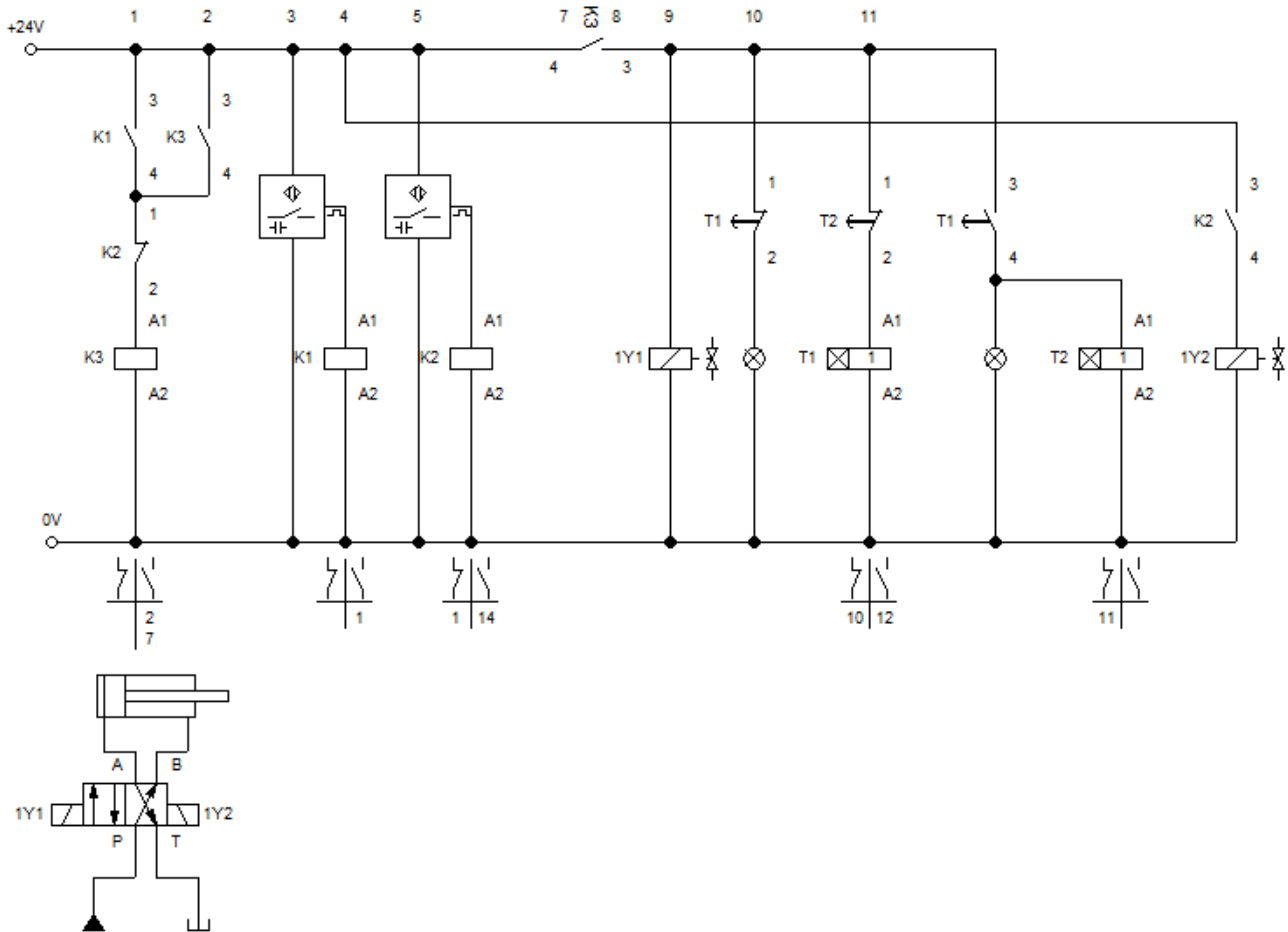 1 2 3 4 5 7 K3 8 9 10 11
+24V
4 3
3 3
K1 K3
4 4
1 1 1 3 3
K2 T1 T2 T1 K2
2 2 2 4 4
A1 A1 A1 A1 A1
K3 K1 K2 1Y1 T1 1 T2 1 1Y2
A2 A2 A2 A2 A2
0V
2 1 1 14 10 12 11
7
A B
1Y1 1Y2
P T